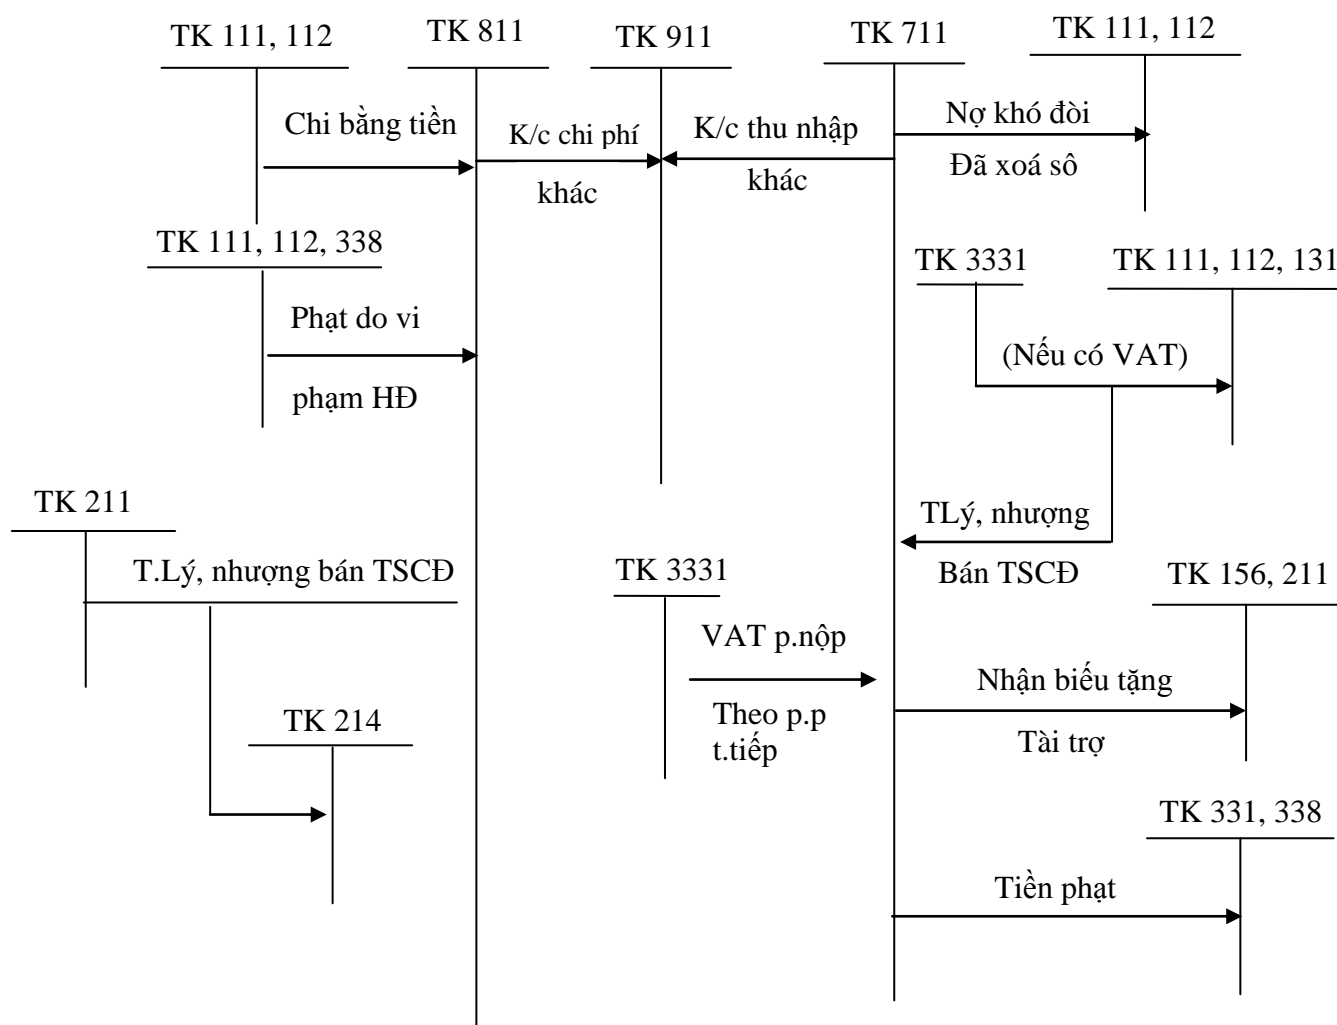 TK 111, 112
TK 811
TK 911
TK 711
TK 111, 112
Chi bằng tiền
K/c chi phí
khác
K/c thu nhập
khác
Nợ khó đòi
Đã xoá sô
TK 111, 112, 338
TK 3331
TK 111, 112, 131
Phạt do vi
phạm HĐ
(Nếu có VAT)
TK 211
TLý, nhượng
Bán TSCĐ
T.Lý, nhượng bán TSCĐ
TK 3331
TK 156, 211
VAT p.nộp
Theo p.p
t.tiếp
Nhận biếu tặng
Tài trợ
TK 214
TK 331, 338
Tiền phạt